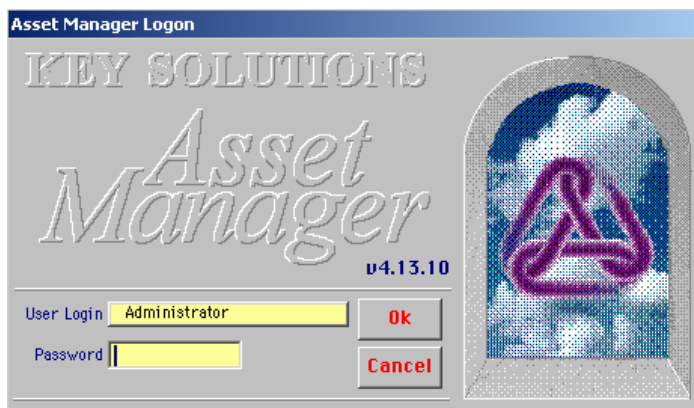 Asset Manager Logon
KEY SOLUTIONS
Asset
Manager
v4.13.10
User Login Administrator
Ok
Password
Cancel